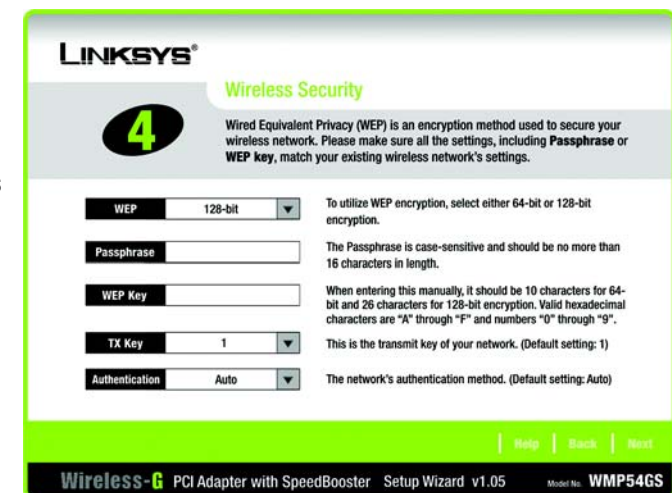 LINKSYS®
Wireless Security
4
Wired Equivalent Privacy (WEP) is an encryption method used to secure your
wireless network. Please make sure all the settings, including Passphrase or
WEP key, match your existing wireless network's settings.
WEP 128-bit
To utilize WEP encryption, select either 64-bit or 128-bit
encryption.
Passphrase
The Passphrase is case-sensitive and should be no more than
16 characters in length.
WEP Key
When entering this manually, it should be 10 characters for 64-
bit and 26 characters for 128-bit encryption. Valid hexadecimal
characters are “A” through “F” and numbers “0” through “9”.
TX Key 1
This is the transmit key of your network. (Default setting: 1)
Authentication Auto
The network's authentication method. (Default setting: Auto)
Help Back Next
Wireless-G PCI Adapter with SpeedBooster Setup Wizard v1.05 Model No. WMP54GS